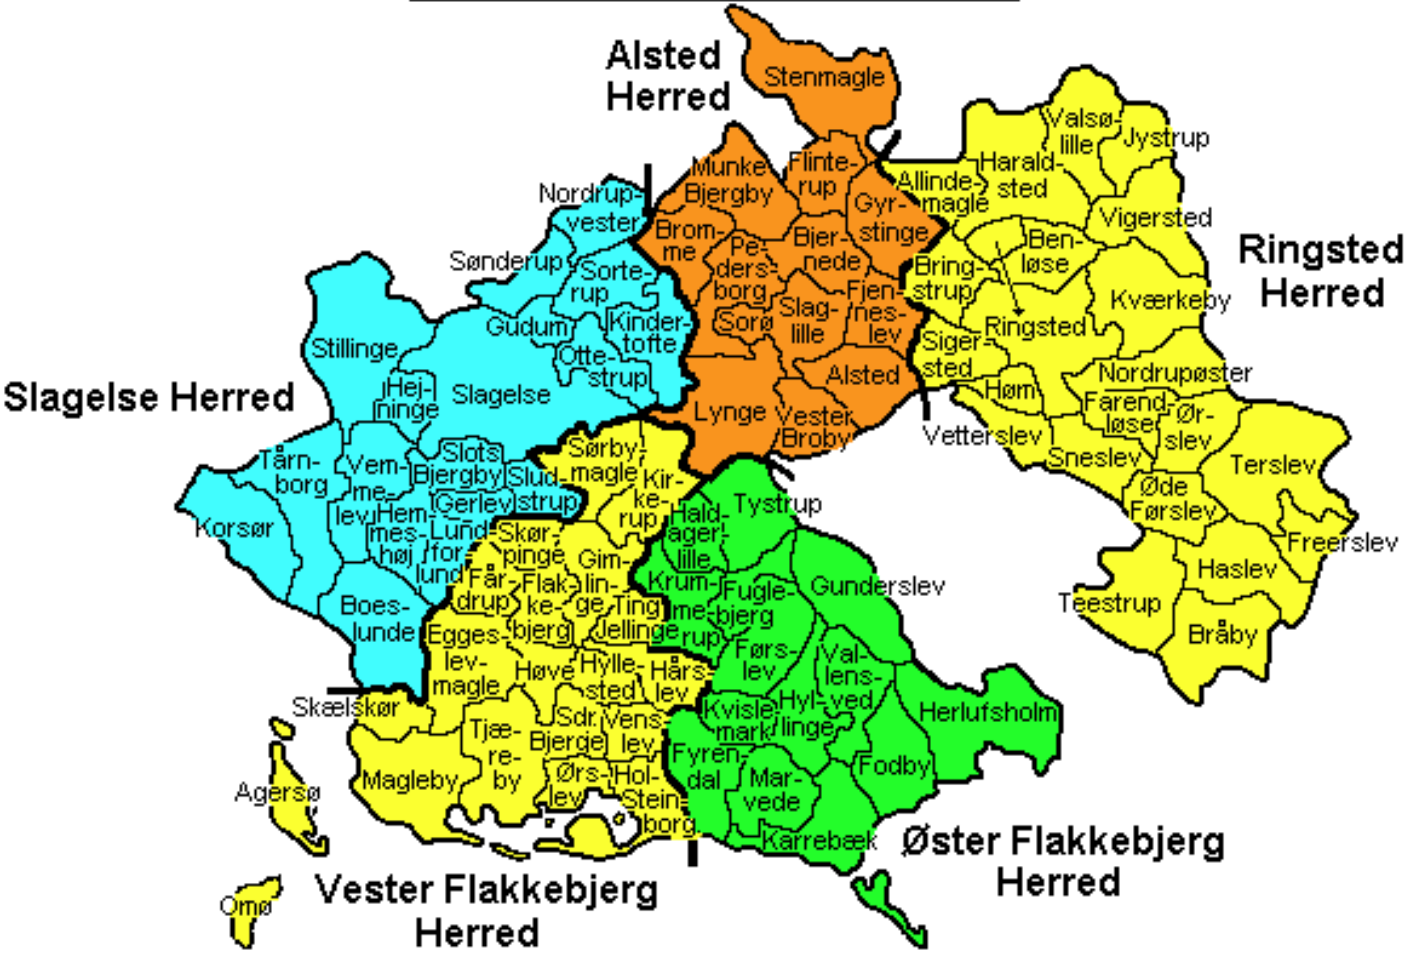 Alsted
Herred
Stenmagle
Munke
Bjergby
Flinte-
rup
Gyr-
stinge
Brom-
me
Pe-
ders-
borg
Bjer-
nede
Slag-
lille
Fjen-
nes-
lev
Sorø
Alsted
Lynge
Vester
Broby
Ringsted
Herred
Valsø-
lille
Jystrup
Harald-
sted
Allinde-
magle
Vigersted
Ben-
løse
Bring-
strup
Kværkeby
Ringsted
Siger-
sted
Høm
Nordrupøster
Farend-
løse
Ør-
slev
Vetterslev
Sneslev
Terslev
Øde
Førslev
Freerslev
Haslev
Teestrup
Bråby
Slagelse Herred
Nordrup-
vester
Sønderup
Sorte-
rup
Gudum
Kinder-
tofte
Stillinge
Otte-
strup
Hej-
ninge
Slagelse
Tårn-
borg
Vem-
me-
lev
Slots
Bjergby
Slud-
strup
Gerlev
Hem-
mes-
høj
Lund-
for-
lund
Korsør
Boes-
lunde
Sørby-
magle
Kir-
ke-
rup
Skør-
pinge
Gim-
lin-
ge
Får-
drup
Flak-
ke-
bjerg
Ting
Jellinge
Egges-
lev-
magle
Høve
Hylle-
sted
Hårs-
lev
Skælskør
Tjæ-
re-
by
Sdr.
Bjerge
Vens-
lev
Magleby
Ørs-
lev
Hol-
Stein-
borg
Agersø
Omø
Vester Flakkebjerg
Herred
Tystrup
Hald-
ager-
lille
Gunderslev
Krum-
me-
rup
Fugle-
bjerg
Førs-
lev
Val-
lens-
ved
Kvisle-
mark
Hyl-
linge
Herlufsholm
Fyren-
dal
Mar-
vede
Fodby
Karrebæk
Øster Flakkebjerg
Herred